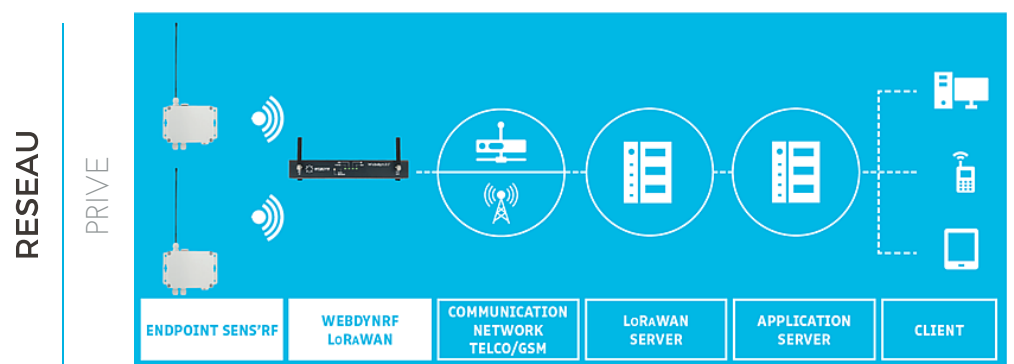 RESEAU
PRIVE
ENDPOINT SENS'RF
WEBDYNRF
LORAWAN
COMMUNICATION
NETWORK
TELCO/GSM
LORAWAN
SERVER
APPLICATION
SERVER
CLIENT